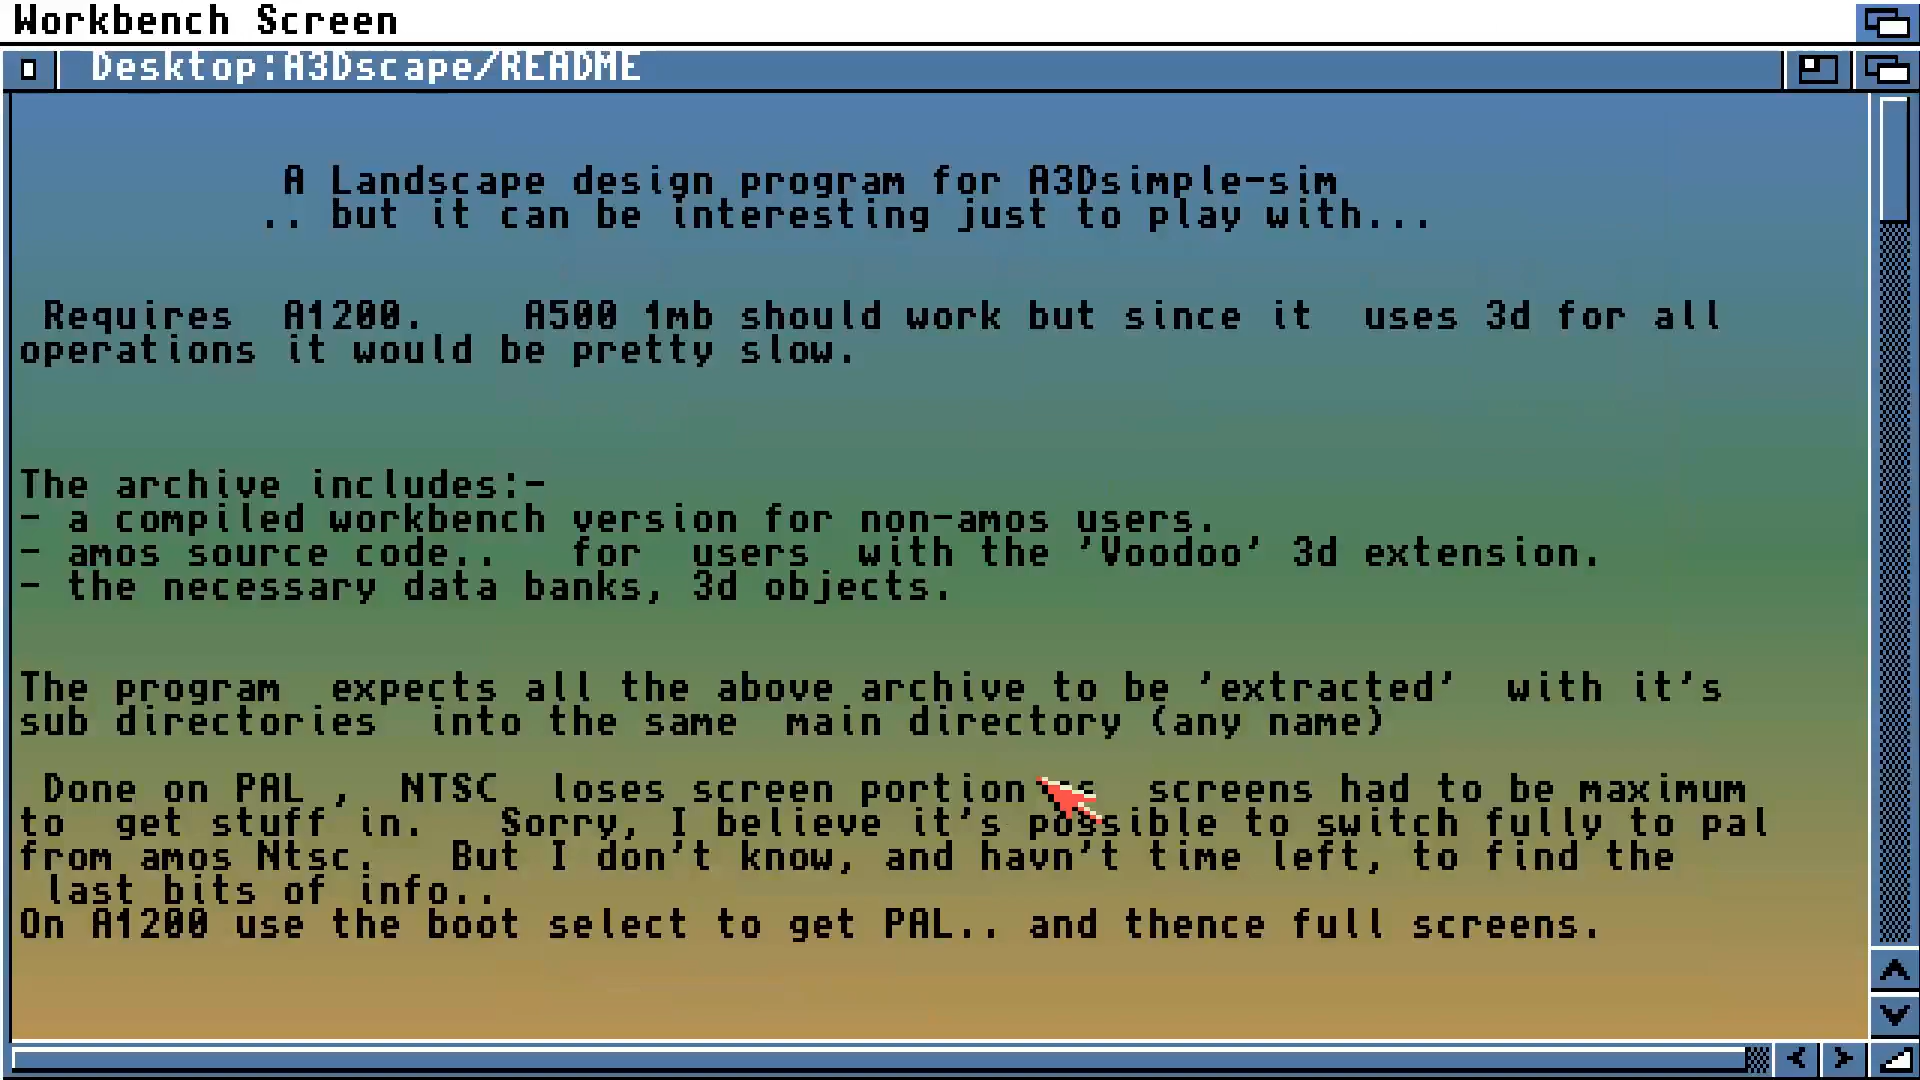 Workbench Screen
Desktop:A3Dscape/README
A Landscape design program for A3Dsimple-sim
.. but it can be interesting just to play with...
Requires A1200. A500 1mb should work but since it uses 3d for all
operations it would be pretty slow.
The archive includes:-
- a compiled workbench version for non-amos users.
- amos source code.. for users with the 'Voodoo' 3d extension.
- the necessary data banks, 3d objects.
The program expects all the above archive to be 'extracted' with it's
sub directories into the same main directory (any name)
Done on PAL , NTSC loses screen portion screens had to be maximum
to get stuff in. Sorry, I believe it's possible to switch fully to pal
from amos Ntsc. But I don't know, and havn't time left, to find the
last bits of info..
On A1200 use the boot select to get PAL.. and thence full screens.